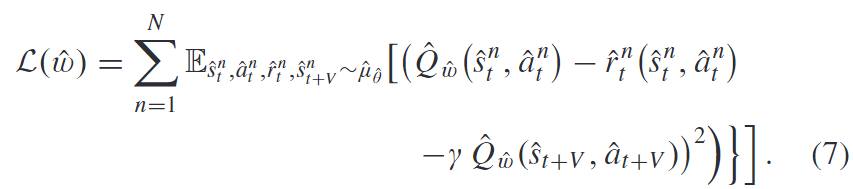 $\mathcal{L}(\hat{w}) = \sum_{n=1}^{N} \mathbb{E}_{\hat{s}_t^n, \hat{a}_t^n, \hat{r}_t^n, \hat{s}_{t+V}^n \sim \hat{\mu}_{\hat{\theta}}} \big[ \big( \hat{Q}_{\hat{w}} (\hat{s}_t^n, \hat{a}_t^n) - \hat{r}_t^n (\hat{s}_t^n, \hat{a}_t^n)$
$- \gamma \, \hat{Q}_{\hat{w}} (\hat{s}_{t+V}, \hat{a}_{t+V}) \big)^2 \big) \big\} \big] . \quad (7)$